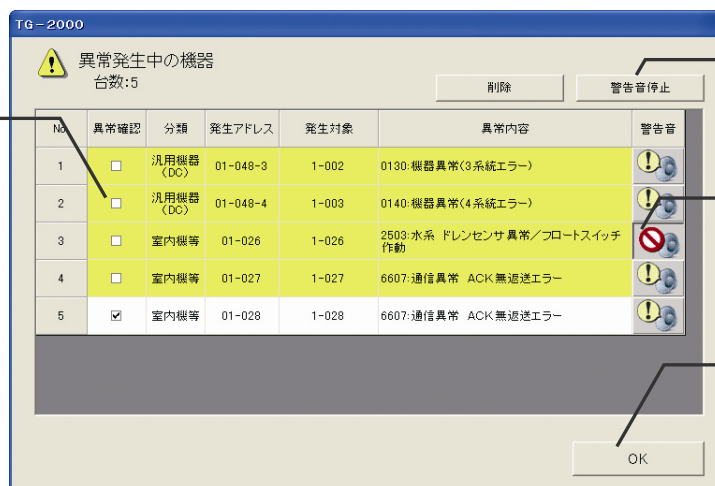 TG-2000
異常発生中の機器
台数:5
削除 警告音停止
No 異常確認 分類 発生アドレス 発生対象 異常内容 警告音
1 汎用機器(DC) 01-048-3 1-002 0130:機器異常(3系統エラー)
2 汎用機器(DC) 01-048-4 1-003 0140:機器異常(4系統エラー)
3 室内機等 01-026 1-026 2503:水系 ドレンセンサ異常/フロートスイッチ
作動
4 室内機等 01-027 1-027 6607:通信異常 ACK無返送エラー
5 室内機等 01-028 1-028 6607:通信異常 ACK無返送エラー
OK